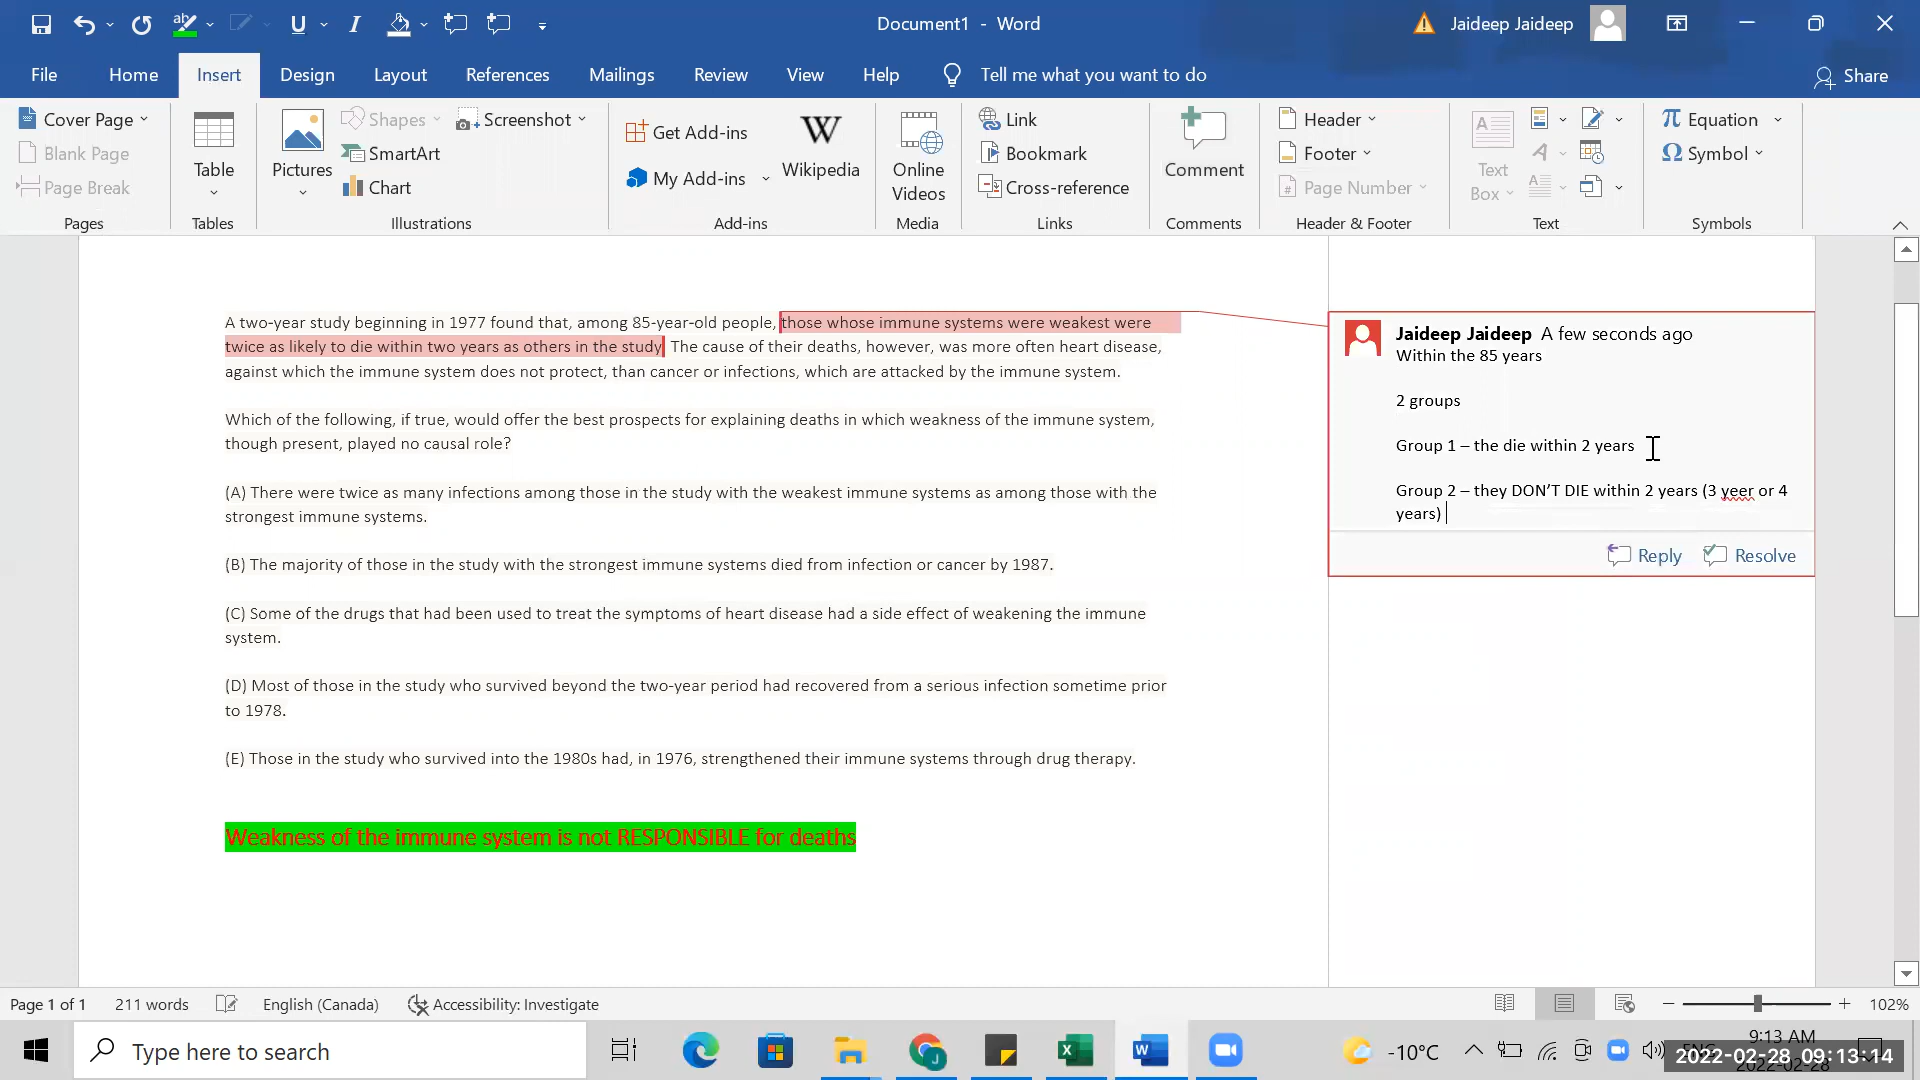 Document1 - Word
Jaideep Jaideep
File Home Insert Design Layout References Mailings Review View Help Tell me what you want to do Share
Cover Page
Blank Page
Page Break
Pages
Table
Tables
Pictures
Shapes
SmartArt
Chart
Screenshot
Illustrations
Get Add-ins
My Add-ins
Wikipedia
Add-ins
Online
Videos
Media
Link
Bookmark
Cross-reference
Links
Comment
Comments
Header
Footer
Page Number
Header & Footer
Text
Box
Text
Equation
Symbol
Symbols
A two-year study beginning in 1977 found that, among 85-year-old people, those whose immune systems were weakest were
twice as likely to die within two years as others in the study. The cause of their deaths, however, was more often heart disease,
against which the immune system does not protect, than cancer or infections, which are attacked by the immune system.
Which of the following, if true, would offer the best prospects for explaining deaths in which weakness of the immune system,
though present, played no causal role?
(A) There were twice as many infections among those in the study with the weakest immune systems as among those with the
strongest immune systems.
(B) The majority of those in the study with the strongest immune systems died from infection or cancer by 1987.
(C) Some of the drugs that had been used to treat the symptoms of heart disease had a side effect of weakening the immune
system.
(D) Most of those in the study who survived beyond the two-year period had recovered from a serious infection sometime prior
to 1978.
(E) Those in the study who survived into the 1980s had, in 1976, strengthened their immune systems through drug therapy.
Weakness of the immune system is not RESPONSIBLE for deaths
Jaideep Jaideep A few seconds ago
Within the 85 years
2 groups
Group 1 – the die within 2 years
Group 2 – they DON'T DIE within 2 years (3 yeer or 4
years)
Reply Resolve
Page 1 of 1 211 words English (Canada) Accessibility: Investigate 102%
Type here to search
-10°C
9:13 AM
2022-02-28 09:13:14